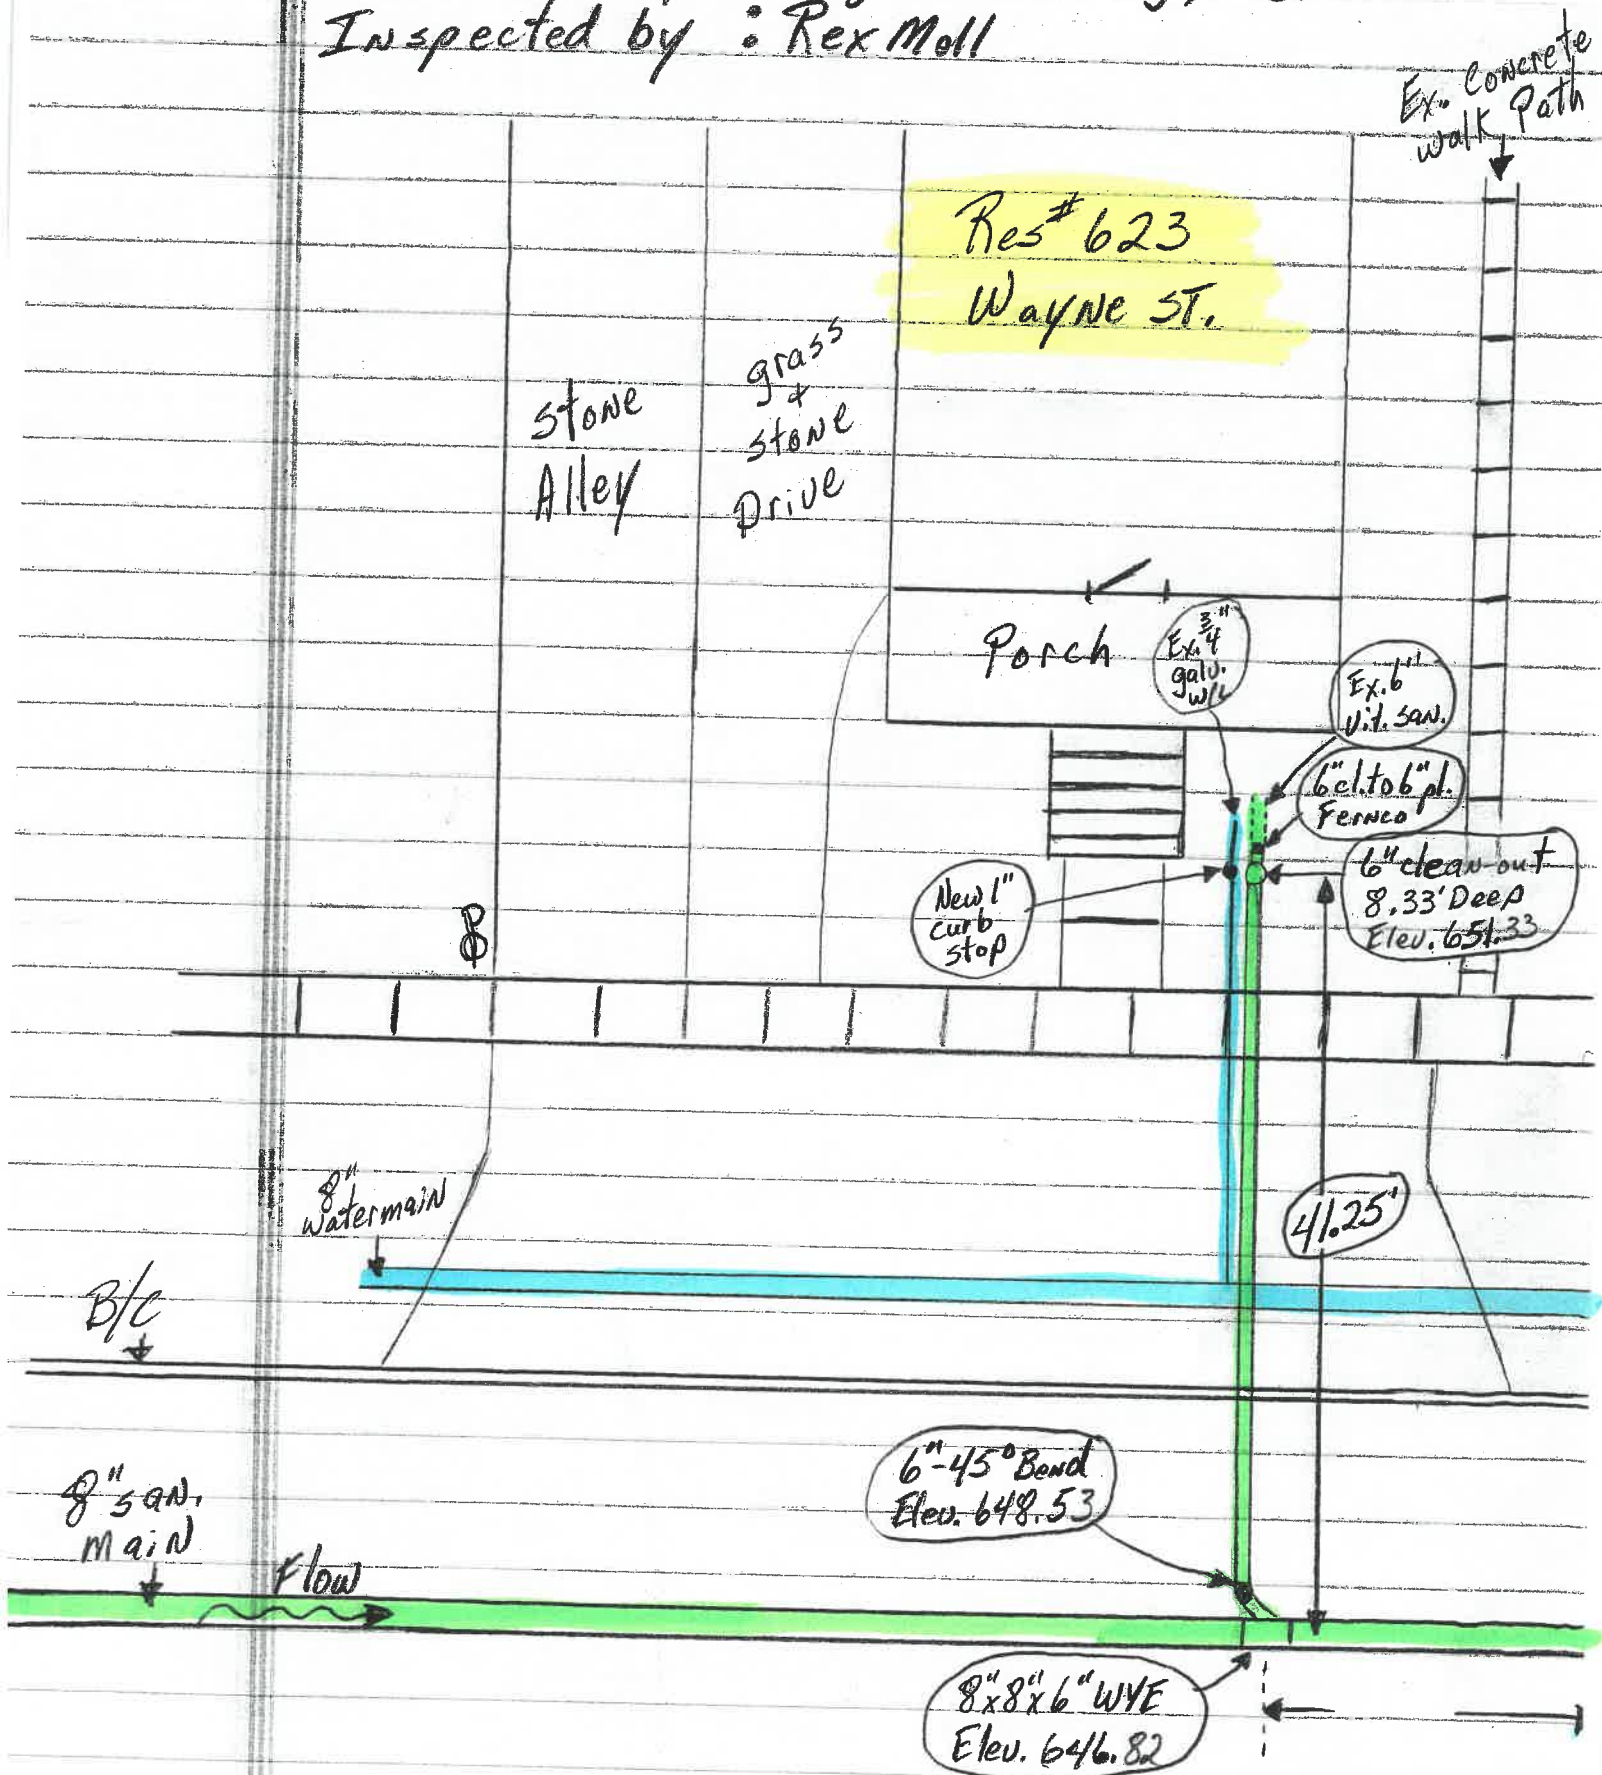 Inspected by : Rex Moll
Ex. Concrete
walk Path
Res# 623
Wayne ST.
stone
Alley
grass
+
stone
Drive
Porch
Ex. 3/4"
galv.
w/L
Ex. 6"
vit. san.
6" cl. to 6" pl.
Fernco
6" clean-out
8.33' Deep
Elev. 651.33
New 1"
curb
stop
8"
watermain
41.25'
B/C
6"-45° Bend
Elev. 648.53
8" san.
main
Flow
8"x8"x6" WYE
Elev. 646.82